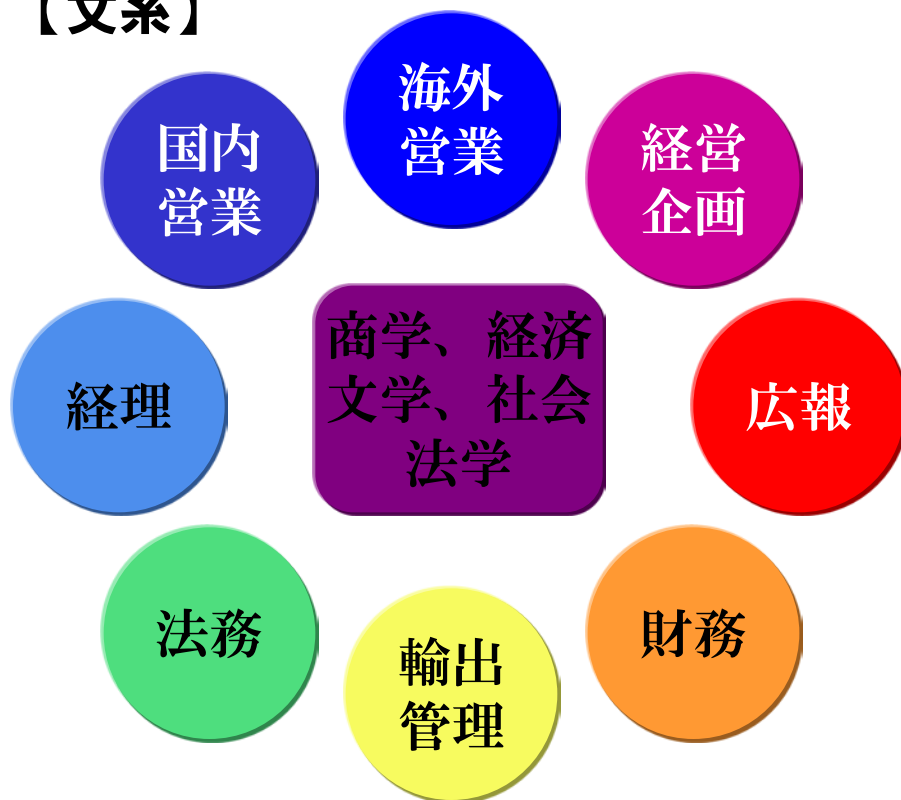 【文系】
海外
営業
国内
営業
経営
企画
商学、経済
文学、社会
法学
経理
広報
法務
財務
輸出
管理